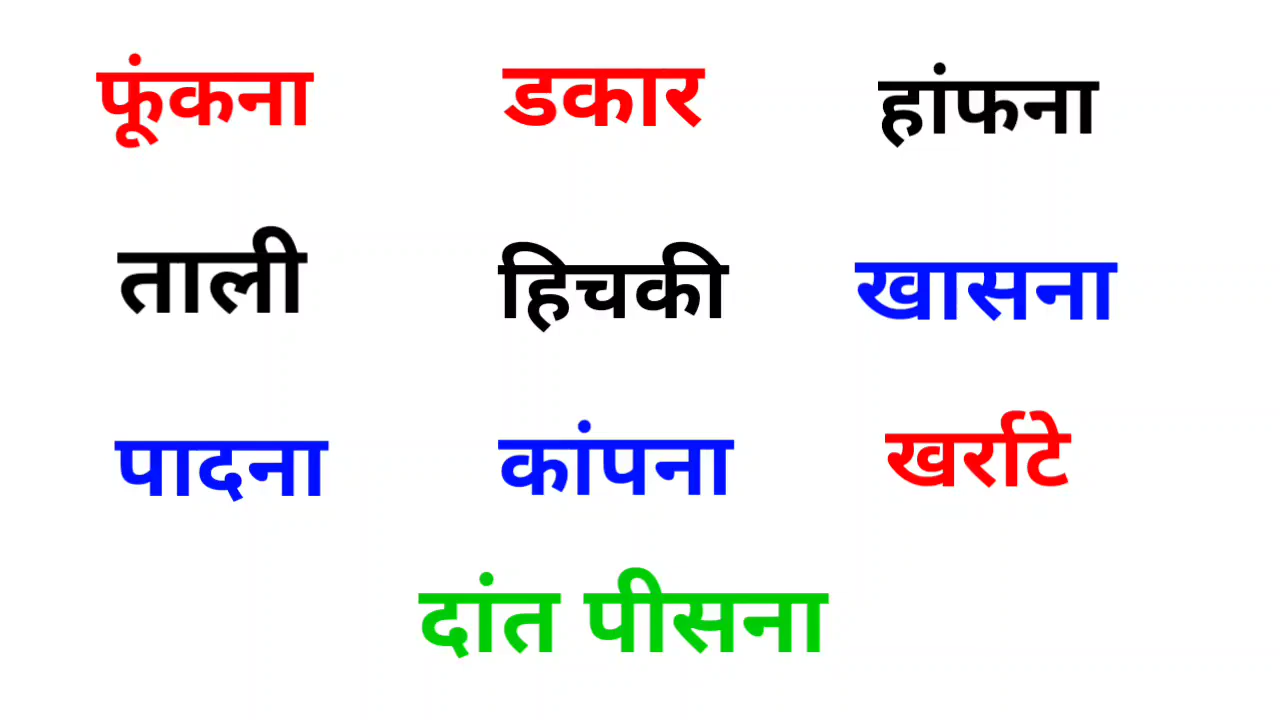 फूंकना डकार हांफना
ताली हिचकी खासना
पादना कांपना खर्राटे
दांत पीसना